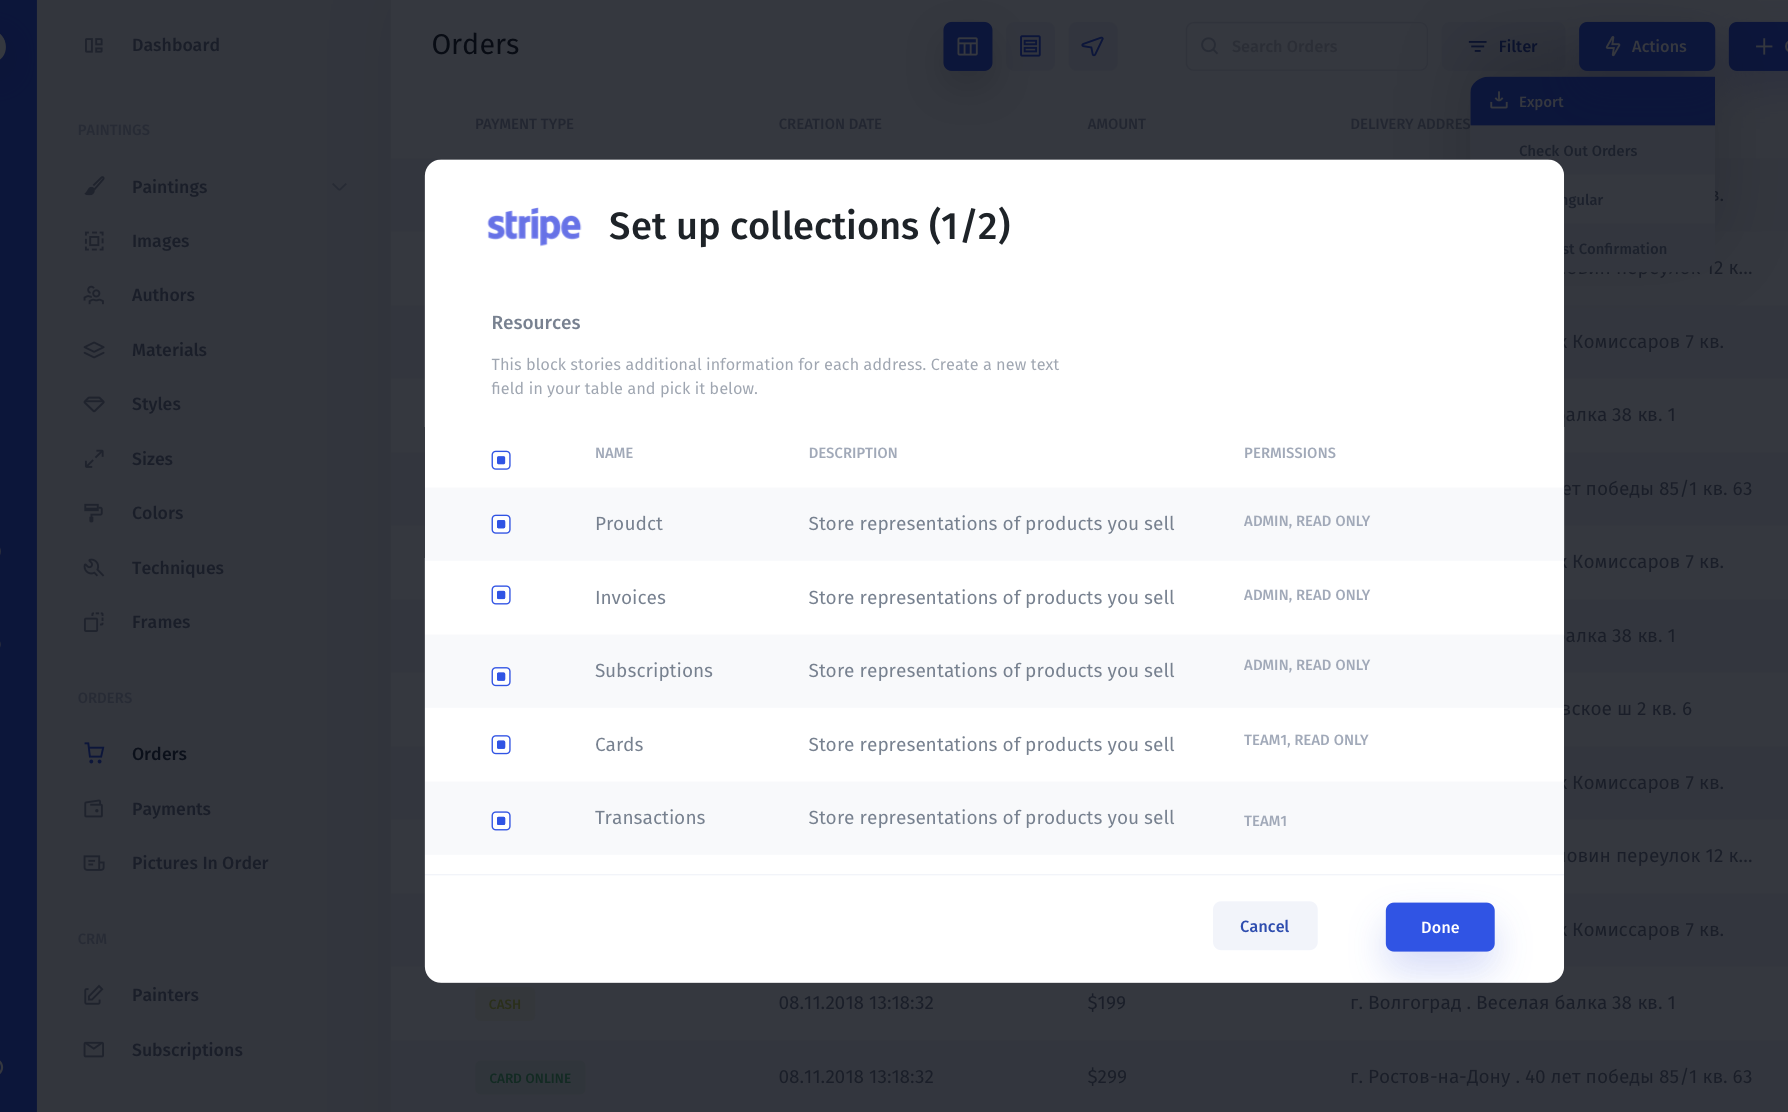 Dashboard
PAINTINGS
Paintings
Images
Authors
Materials
Styles
Sizes
Colors
Techniques
Frames
ORDERS
Orders
Payments
Pictures In Order
CRM
Painters
Subscriptions
Orders
Search Orders
Filter
Actions
Export
Check Out Orders
Confirmation
PAYMENT TYPE
CREATION DATE
AMOUNT
DELIVERY ADDRES
stripe
Set up collections (1/2)
Resources
This block stories additional information for each address. Create a new text
field in your table and pick it below.
NAME DESCRIPTION PERMISSIONS
Proudct Store representations of products you sell ADMIN, READ ONLY
Invoices Store representations of products you sell ADMIN, READ ONLY
Subscriptions Store representations of products you sell ADMIN, READ ONLY
Cards Store representations of products you sell TEAM1, READ ONLY
Transactions Store representations of products you sell TEAM1
Cancel
Done
переулок 12 к...
Комиссаров 7 кв.
38 кв. 1
победы 85/1 кв. 63
Комиссаров 7 кв.
38 кв. 1
ш 2 кв. 6
Комиссаров 7 кв.
переулок 12 к...
Комиссаров 7 кв.
CASH 08.11.2018 13:18:32 $199 г. Волгоград . Веселая балка 38 кв. 1
CARD ONLINE 08.11.2018 13:18:32 $299 г. Ростов-на-Дону . 40 лет победы 85/1 кв. 63